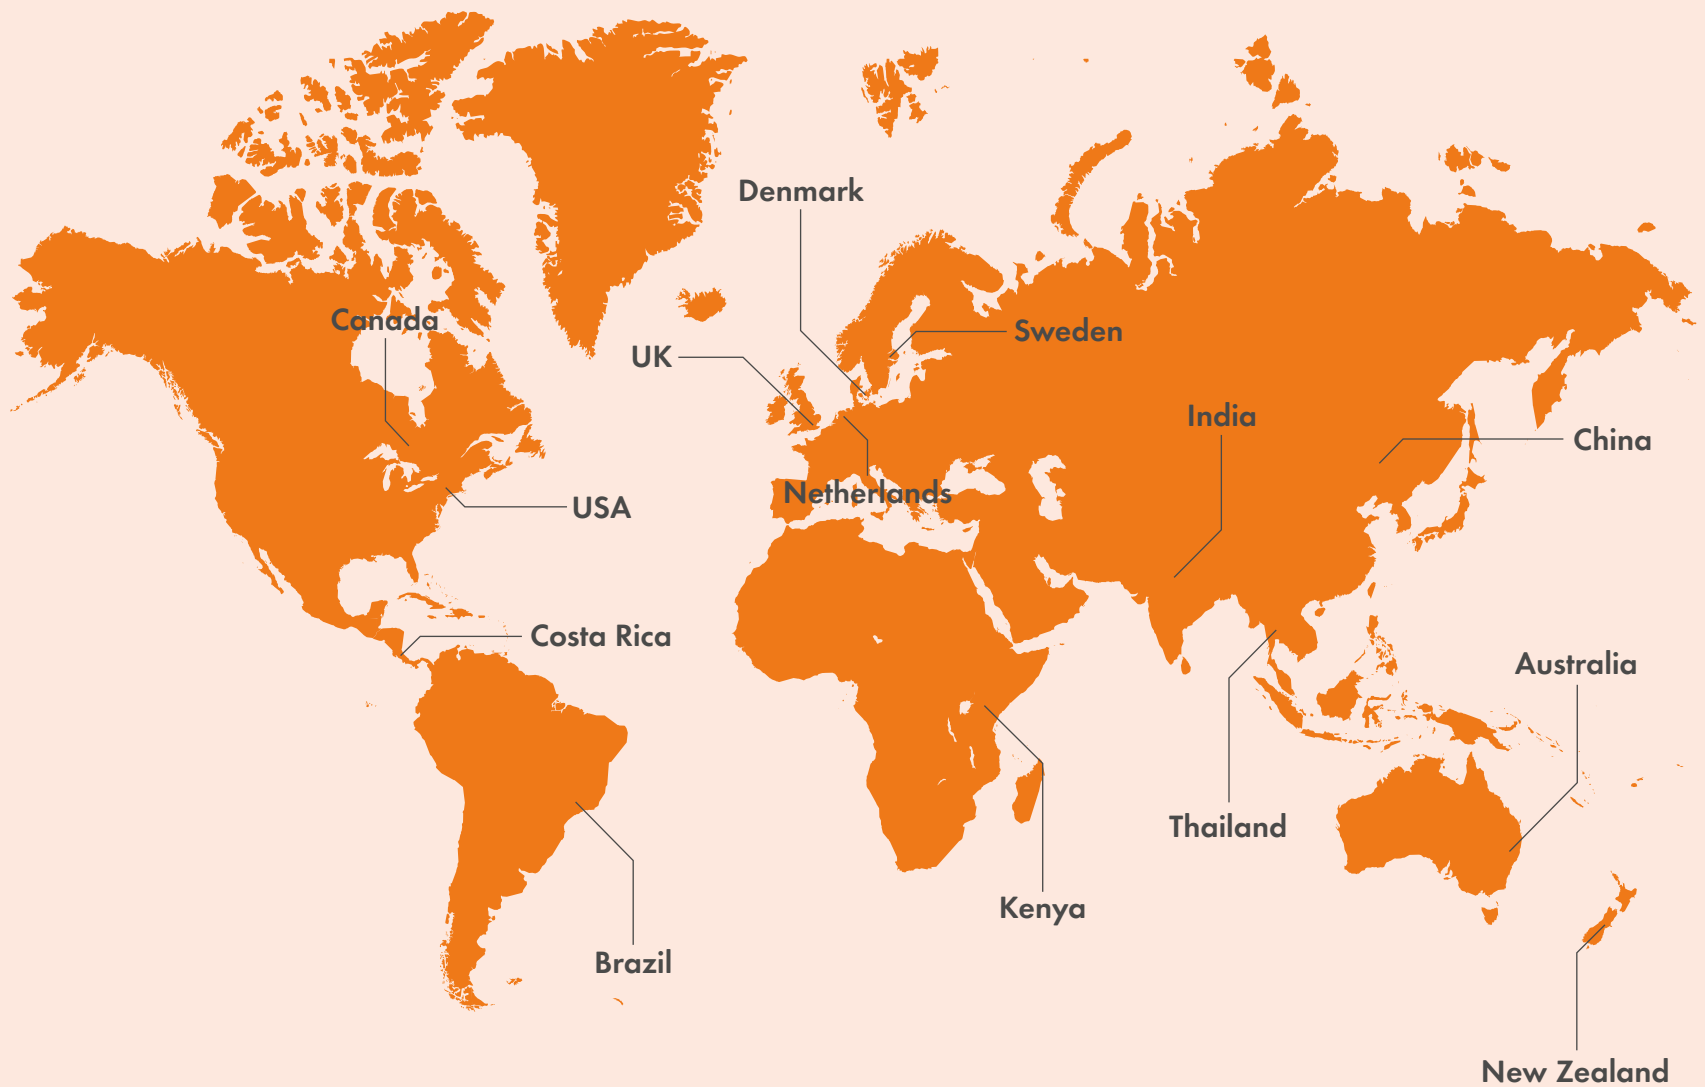 Denmark
Canada
Sweden
UK
India
China
Netherlands
USA
Costa Rica
Australia
Thailand
Kenya
Brazil
New Zealand